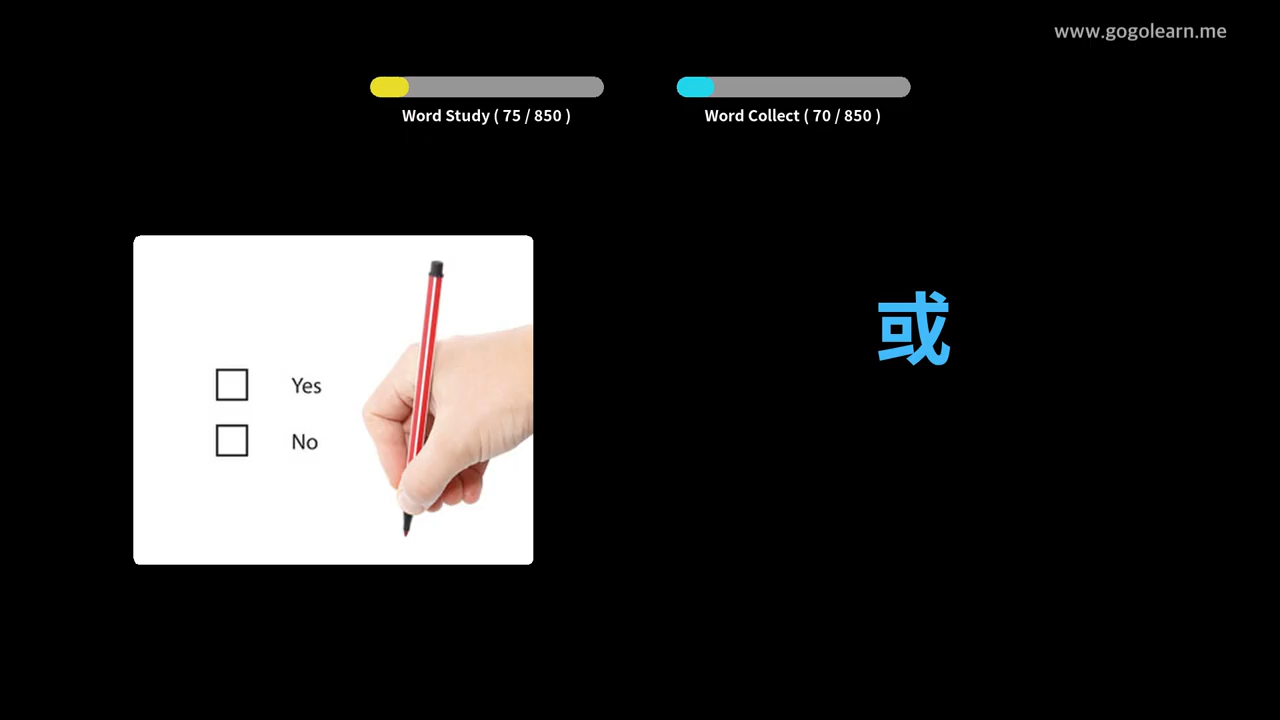 www.gogolearn.me
Word Study ( 75 / 850 )
Word Collect ( 70 / 850 )
Yes
No
或